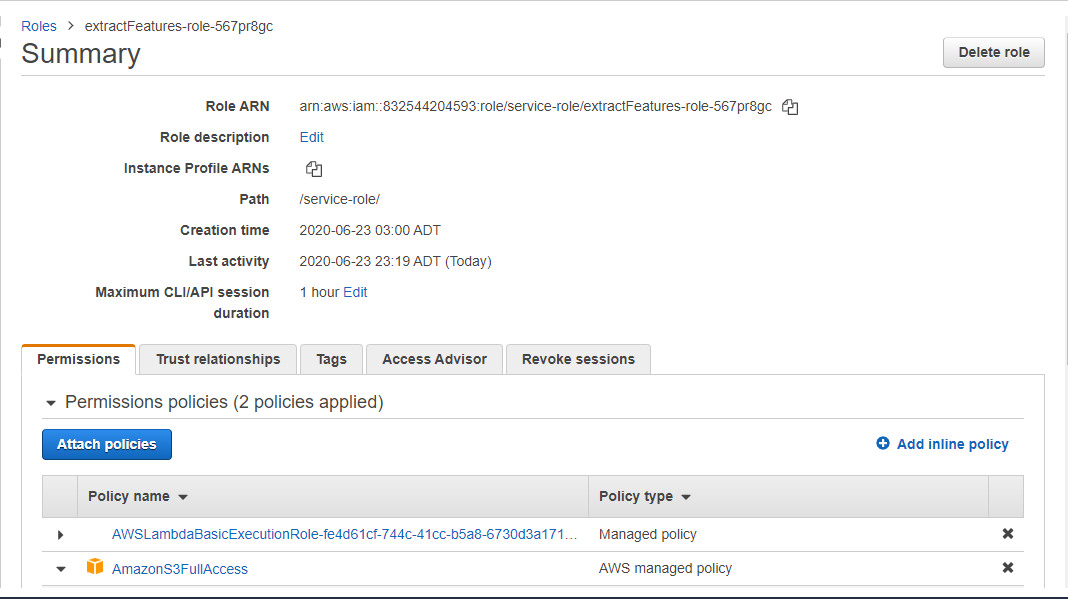 Roles > extractFeatures-role-567pr8gc
Summary
Delete role
Role ARN arn:aws:iam::832544204593:role/service-role/extractFeatures-role-567pr8gc
Role description Edit
Instance Profile ARNs
Path /service-role/
Creation time 2020-06-23 03:00 ADT
Last activity 2020-06-23 23:19 ADT (Today)
Maximum CLI/API session 1 hour Edit
duration
Permissions Trust relationships Tags Access Advisor Revoke sessions
Permissions policies (2 policies applied)
Attach policies Add inline policy
Policy name Policy type
AWSLambdaBasicExecutionRole-fe4d61cf-744c-41cc-b5a8-6730d3a171... Managed policy
AmazonS3FullAccess AWS managed policy